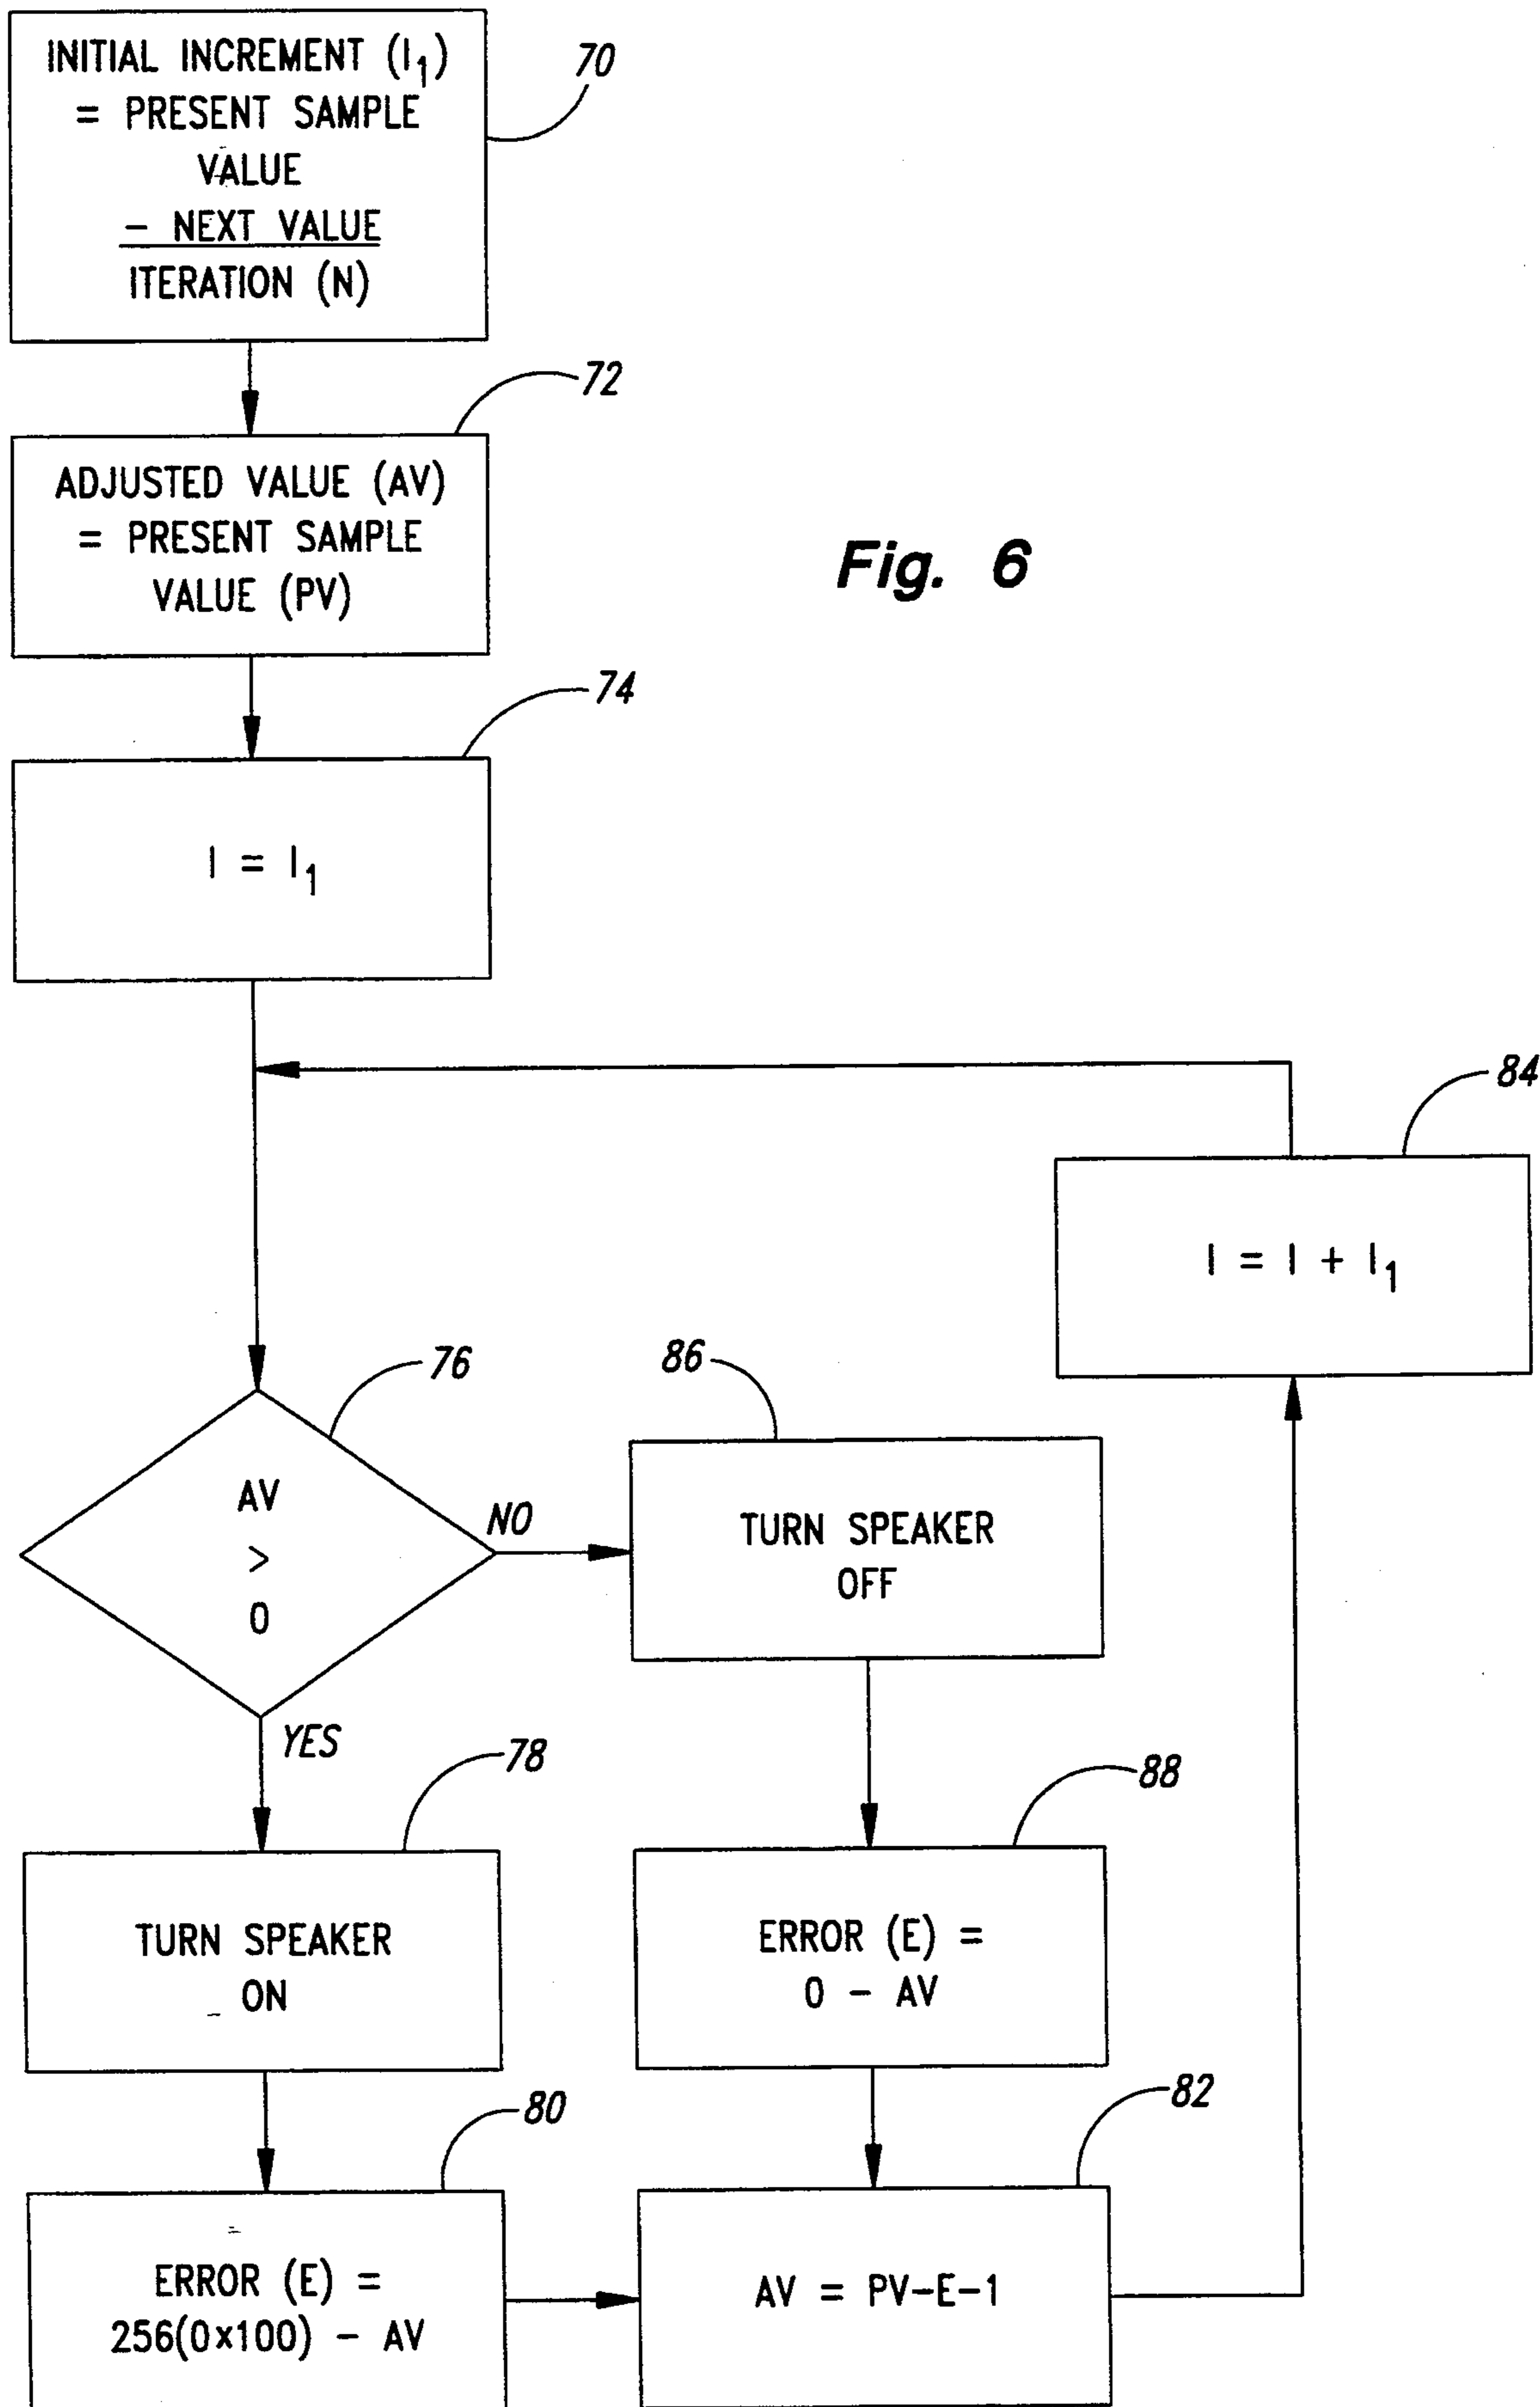 INITIAL INCREMENT (I₁)
= PRESENT SAMPLE
VALUE
- NEXT VALUE
ITERATION (N)
70
72
ADJUSTED VALUE (AV)
= PRESENT SAMPLE
VALUE (PV)
Fig. 6
74
I = I₁
84
I = I + I₁
76
86
AV
>
0
NO
TURN SPEAKER
OFF
YES
78
88
TURN SPEAKER
ON
ERROR (E) =
0 - AV
80
82
ERROR (E) =
256(0x100) - AV
AV = PV-E-1